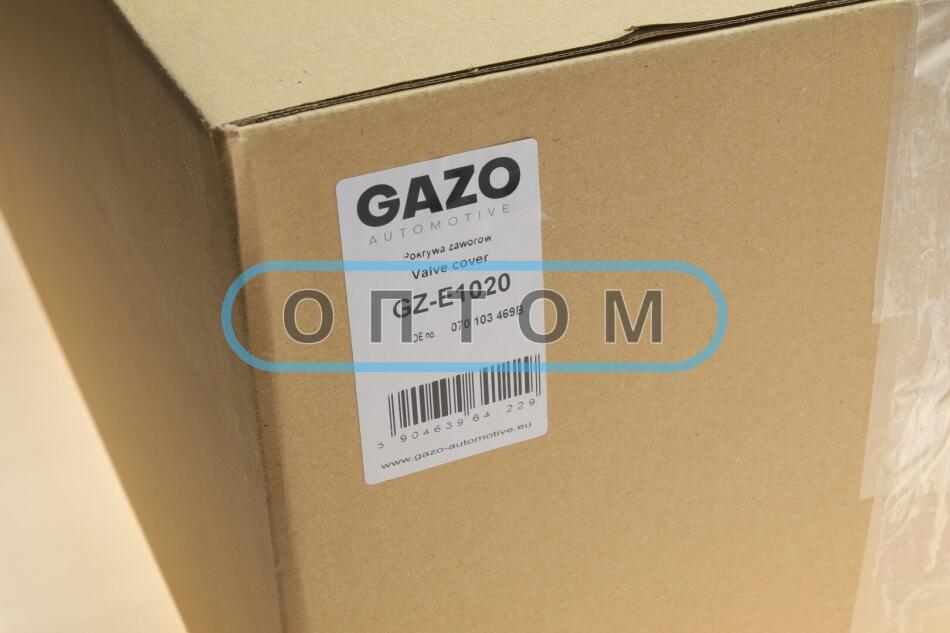 GAZO
AUTOMOTIVE
Pokrywa zaworów
Valve cover
GZ-E1020
ОПТОМ
OE no. 070 103 469B
5 904639 64 229
www.gazo-automotive.eu